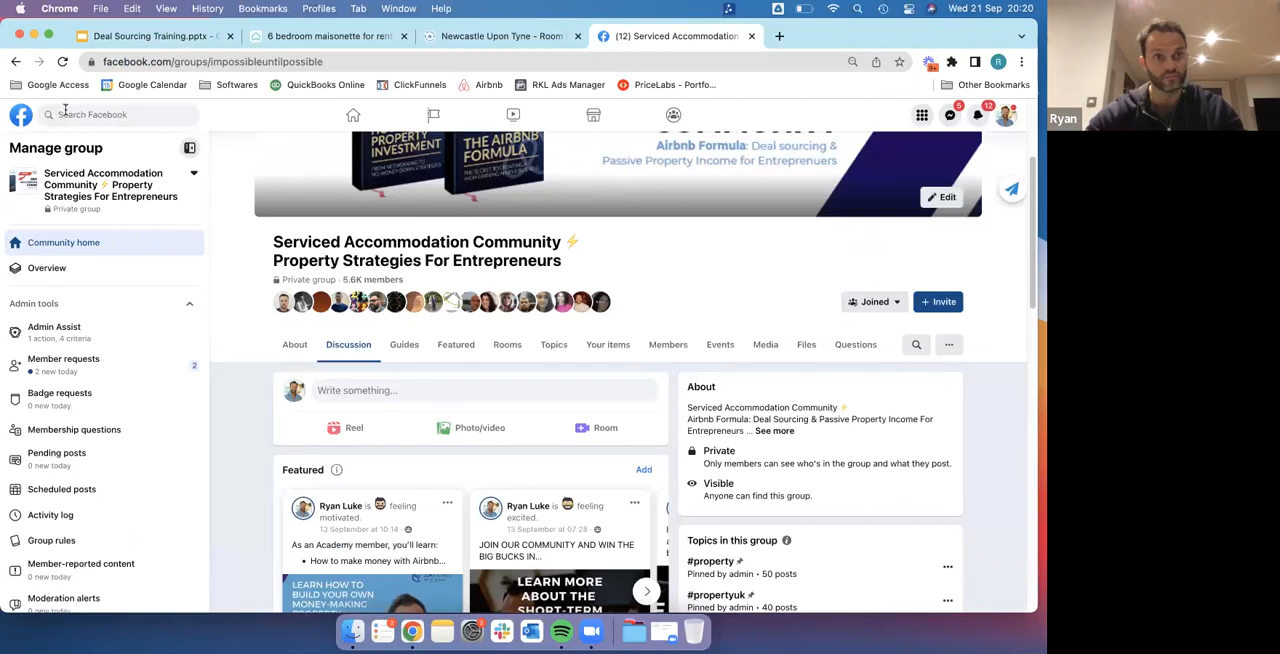 Chrome File Edit View History Bookmarks Profiles Tab Window Help Wed 21 Sep 20:20
Deal Sourcing Training.pptx - 6 bedroom maisonette for ren Newcastle Upon Tyne - Room (12) Serviced Accommodation
facebook.com/groups/impossibleuntilpossible
Google Access Google Calendar Softwares QuickBooks Online ClickFunnels Airbnb RKL Ads Manager PriceLabs - Portfo... Other Bookmarks
Search Facebook
5 12
Ryan
Manage group
Serviced Accommodation
Community ⚡ Property
Strategies For Entrepreneurs
Private group
Community home
Overview
Admin tools
Admin Assist
1 action, 4 criteria
Member requests
2 new today
2
Badge requests
0 new today
Membership questions
Pending posts
0 new today
Scheduled posts
Activity log
Group rules
Member-reported content
0 new today
Moderation alerts
0 new today
PROPERTY
INVESTMENT
THE AIRBNB
FORMULA
Airbnb Formula: Deal sourcing &
Passive Property Income for Entrepreneurs
Edit
Serviced Accommodation Community ⚡
Property Strategies For Entrepreneurs
Private group · 5.6K members
Joined + Invite
About Discussion Guides Featured Rooms Topics Your items Members Events Media Files Questions
Write something...
Reel Photo/video Room
Featured Add
Ryan Luke is feeling
motivated.
13 September at 10:14 ·
As an Academy member, you'll learn:
• How to make money with Airbnb...
LEARN HOW TO
BUILD YOUR OWN
MONEY-MAKING
Ryan Luke is feeling
excited.
13 September at 07:28 ·
JOIN OUR COMMUNITY AND WIN THE
BIG BUCKS IN...
LEARN MORE
ABOUT THE
SHORT-TERM
About
Serviced Accommodation Community ⚡
Airbnb Formula: Deal Sourcing & Passive Property Income For
Entrepreneurs ... See more
Private
Only members can see who's in the group and what they post.
Visible
Anyone can find this group.
Topics in this group
#property
Pinned by admin · 50 posts
#propertyuk
Pinned by admin · 40 posts